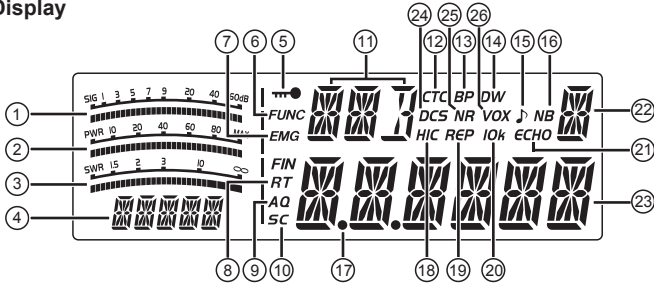 Display
24 25 26
7 6 5 11 12 13 14 15 16
SIG 1 3 5 7 9 20 40 60dB
CTC BP DW
1 FUNC DCS NR VOX ♪ NB 22
PWR 10 20 40 60 80 MAX
2 EMG HIC REP 10k ECHO 21
SWR 1.5 2 3 10 ∞
3 FIN
RT
4 AQ 23
SC
8 9 10 17 18 19 20